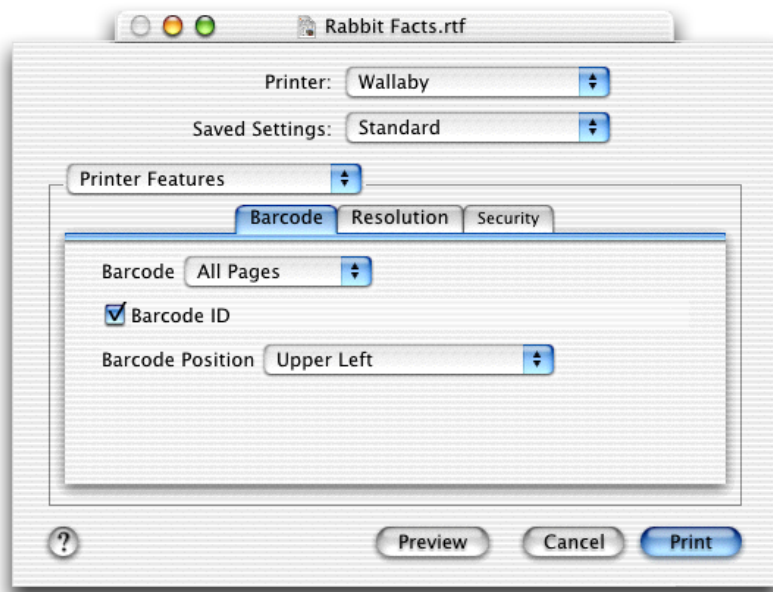 Rabbit Facts.rtf
Printer: Wallaby
Saved Settings: Standard
Printer Features
Barcode Resolution Security
Barcode All Pages
Barcode ID
Barcode Position Upper Left
? Preview Cancel Print